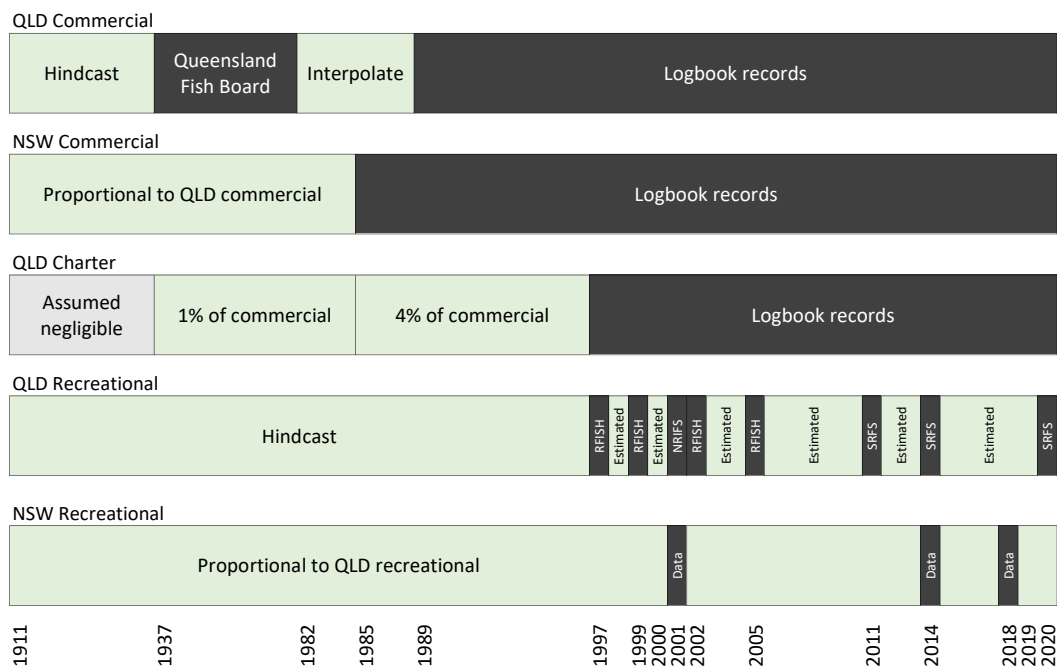 QLD Commercial
Hindcast
Queensland
Fish Board
Interpolate
Logbook records
NSW Commercial
Proportional to QLD commercial
Logbook records
QLD Charter
Assumed
negligible
1% of commercial
4% of commercial
Logbook records
QLD Recreational
Hindcast
RFISH
Estimated
RFISH
Estimated
NRIFS
RFISH
Estimated
RFISH
Estimated
SRFS
Estimated
SRFS
Estimated
SRFS
NSW Recreational
Proportional to QLD recreational
Data
Data
Data
1911
1937
1982
1985
1989
1997
1999
2000
2001
2002
2005
2011
2014
2018
2019
2020